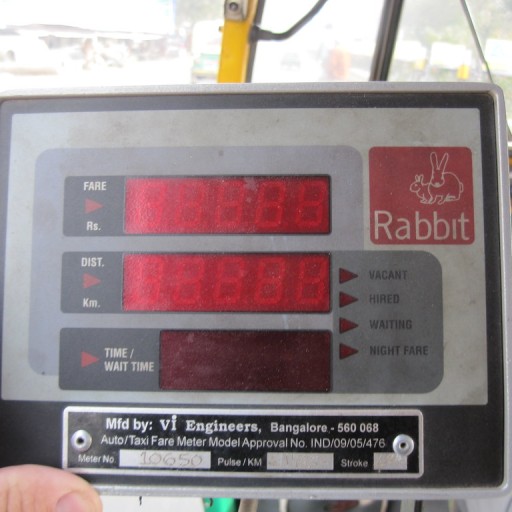 Rabbit
FARE
Rs.
DIST.
Km.
TIME /
WAIT TIME
VACANT
HIRED
WAITING
NIGHT FARE
Mfd by: Vi Engineers, Bangalore - 560 068
Auto/Taxi Fare Meter Model Approval No. IND/09/05/476
Meter No 10650 Pulse/KM Stroke